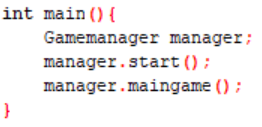 int main(){
    Gamemanager manager;
    manager.start();
    manager.maingame();
}